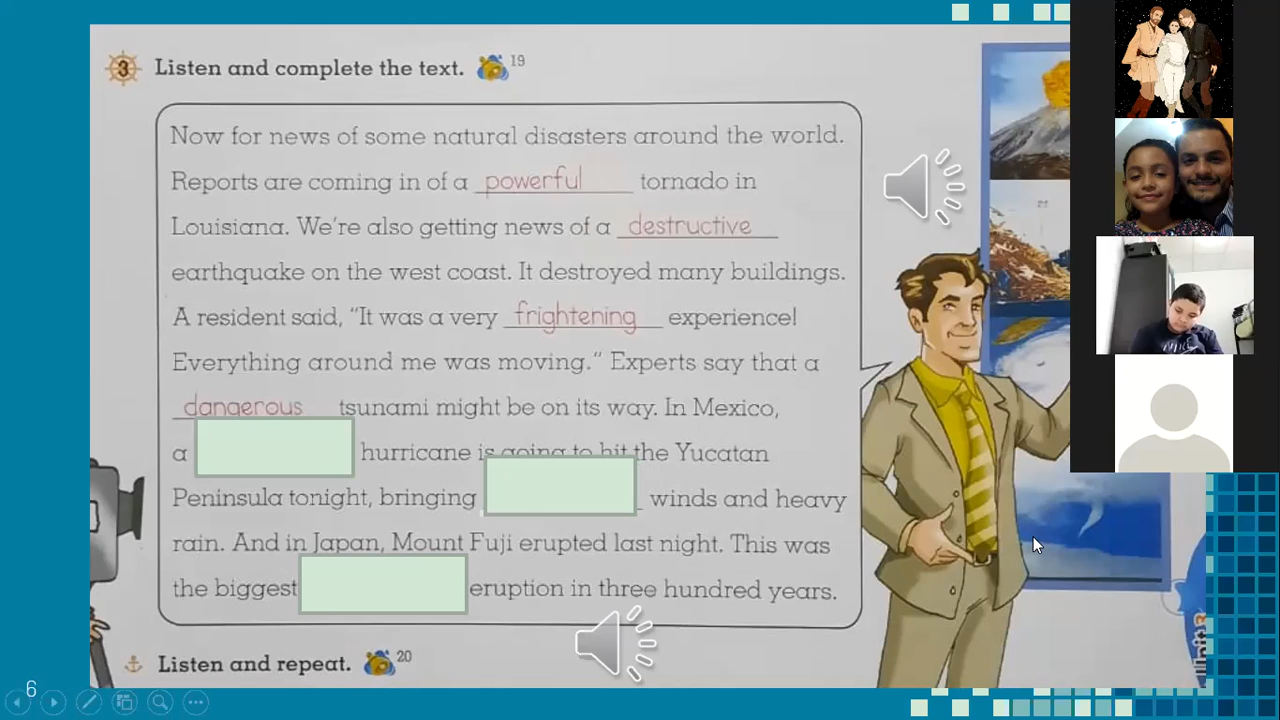 3 Listen and complete the text. 19
Now for news of some natural disasters around the world.
Reports are coming in of a powerful tornado in
Louisiana. We're also getting news of a destructive
earthquake on the west coast. It destroyed many buildings.
A resident said, "It was a very frightening experience!
Everything around me was moving." Experts say that a
dangerous tsunami might be on its way. In Mexico,
a hurricane is going to hit the Yucatan
Peninsula tonight, bringing winds and heavy
rain. And in Japan, Mount Fuji erupted last night. This was
the biggest eruption in three hundred years.
Listen and repeat. 20
Unit 3
6